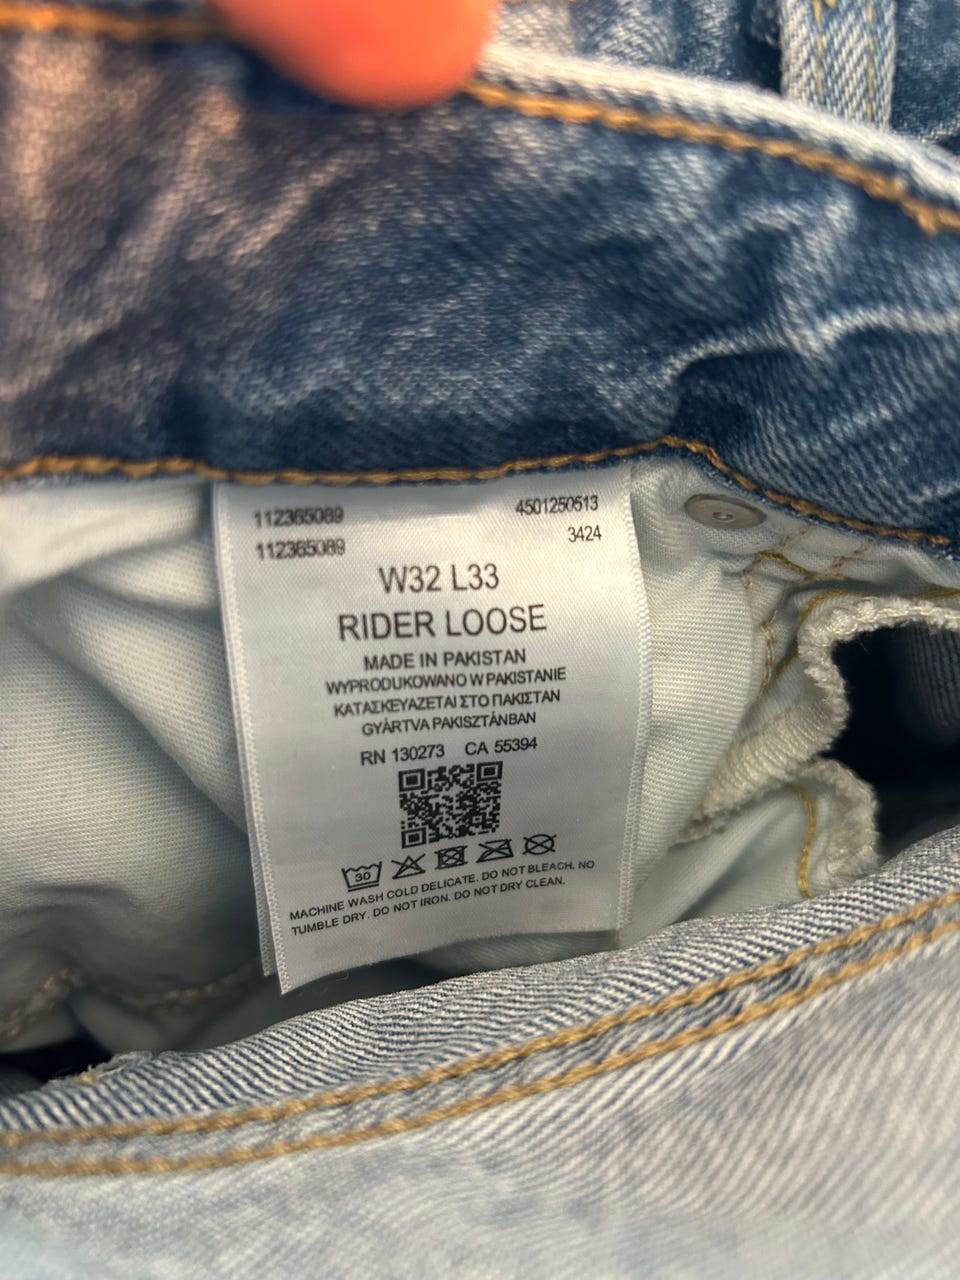 112365089 4501250513
112365089 3424
W32 L33
RIDER LOOSE
MADE IN PAKISTAN
WYPRODUKOWANO W PAKISTANIE
ΚΑΤΑΣΚΕΥΑΖΕΤΑΙ ΣΤΟ ΠΑΚΙΣΤΑΝ
GYÁRTVA PAKISZTÁNBAN
RN 130273 CA 55394
30
MACHINE WASH COLD DELICATE. DO NOT BLEACH. NO
TUMBLE DRY. DO NOT IRON. DO NOT DRY CLEAN.